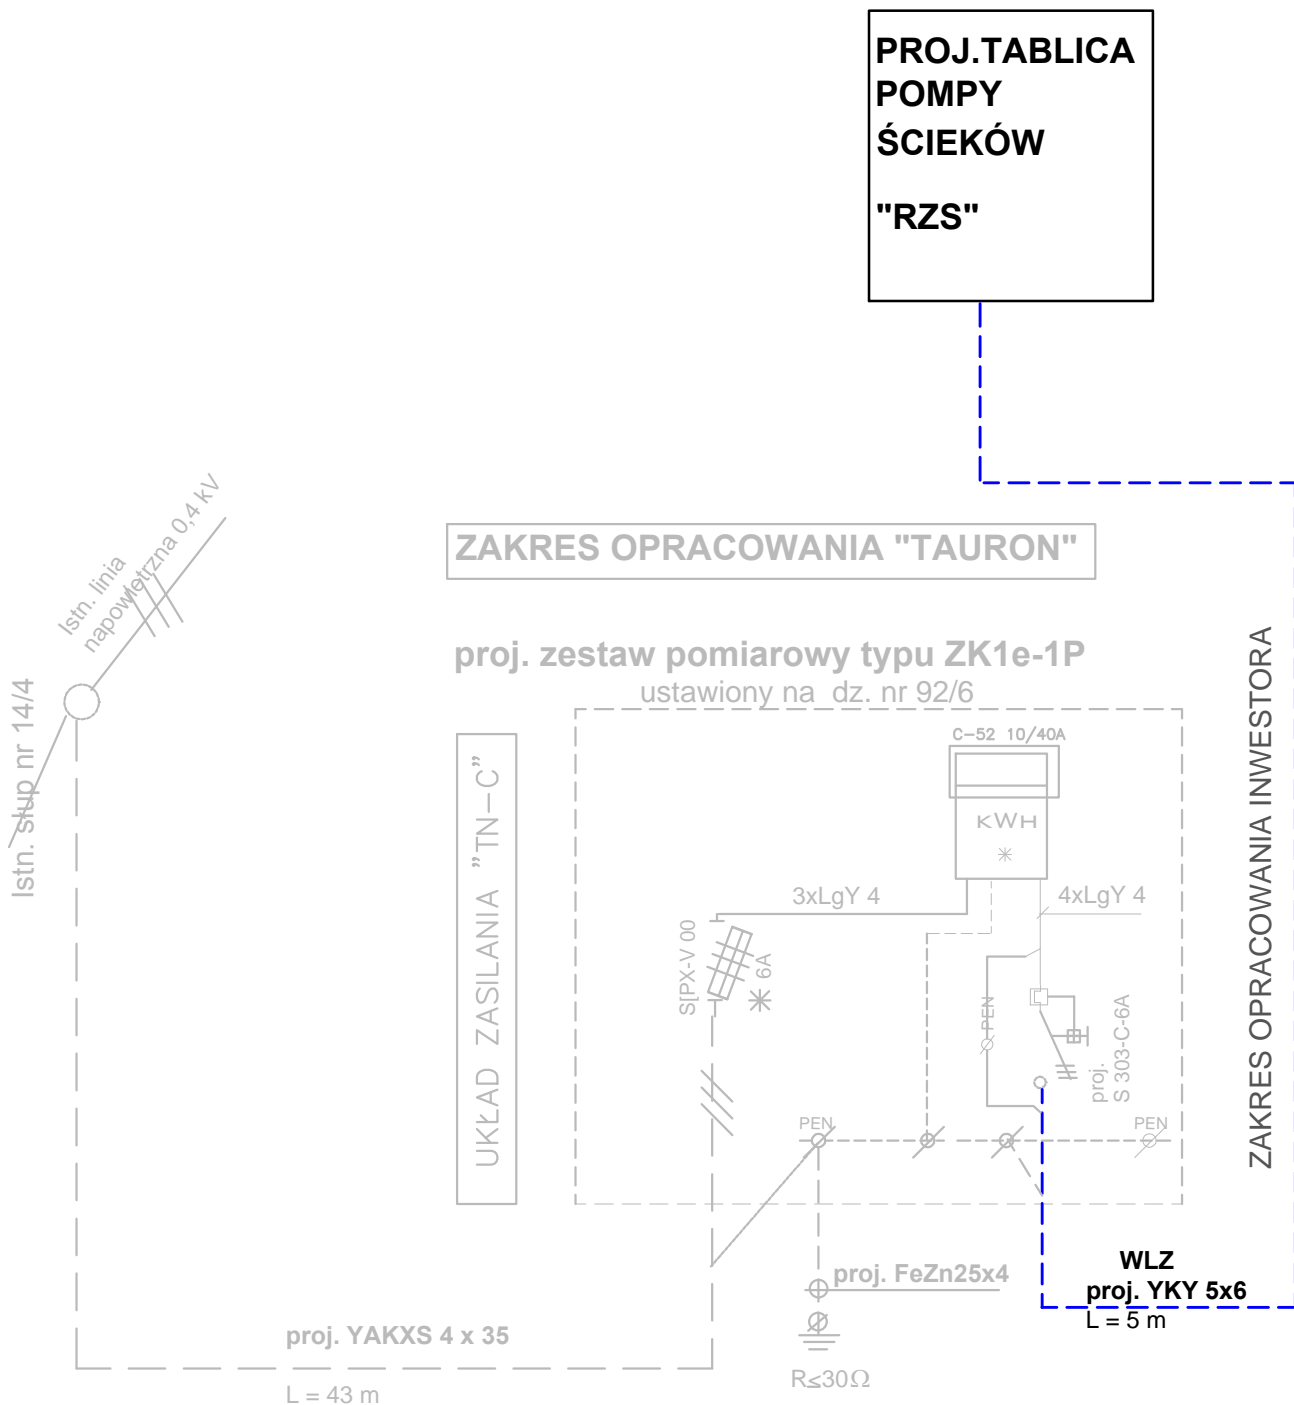 PROJ.TABLICA
POMPY
ŚCIEKÓW
"RZS"
Istn. linia
napowietrzna 0,4 kV
ZAKRES OPRACOWANIA "TAURON"
proj. zestaw pomiarowy typu ZK1e-1P
ustawiony na dz. nr 92/6
Istn. słup nr 14/4
UKŁAD ZASILANIA "TN-C"
C-52 10/40A
KWH
3xLgY 4
4xLgY 4
S[PX-V 00
6A
PEN
proj.
S 303-C-6A
PEN
PEN
ZAKRES OPRACOWANIA INWESTORA
WLZ
proj. YKY 5x6
L = 5 m
proj. FeZn25x4
proj. YAKXS 4 x 35
L = 43 m
R≤30Ω